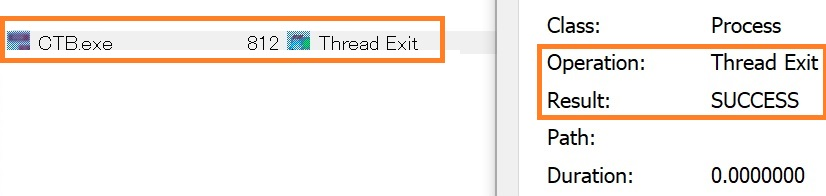 CTB.exe 812 Thread Exit
Class: Process
Operation: Thread Exit
Result: SUCCESS
Path:
Duration: 0.0000000